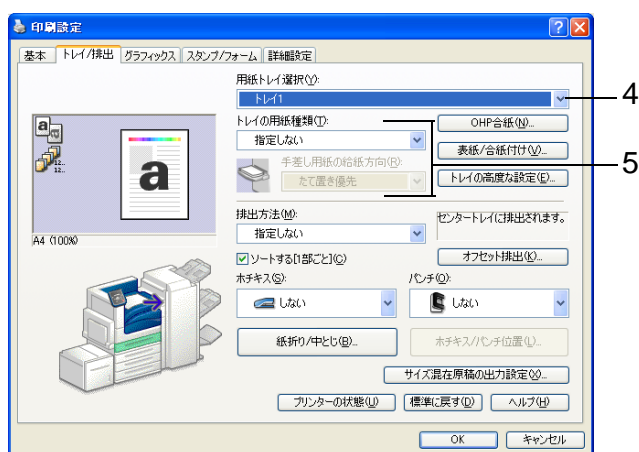 印刷設定
基本 トレイ/排出 グラフィックス スタンプ/フォーム 詳細設定
用紙トレイ選択(Y):
トレイ1
4
トレイの用紙種類(T):
指定しない
手差し用紙の給紙方向(R):
たて置き優先
OHP合紙(N)...
表紙/合紙付け(V)...
トレイの高度な設定(E)...
5
a
12..
12..
a
A4 (100%)
排出方法(M):
指定しない
センタートレイに排出されます。
ソートする[1部ごと](C)
オフセット排出(K)...
ホチキス(S):
しない
パンチ(O):
しない
紙折り/中とじ(B)...
ホチキス/パンチ位置(L)...
サイズ混在原稿の出力設定(X)...
プリンターの状態(U) 標準に戻す(D) ヘルプ(H)
OK キャンセル